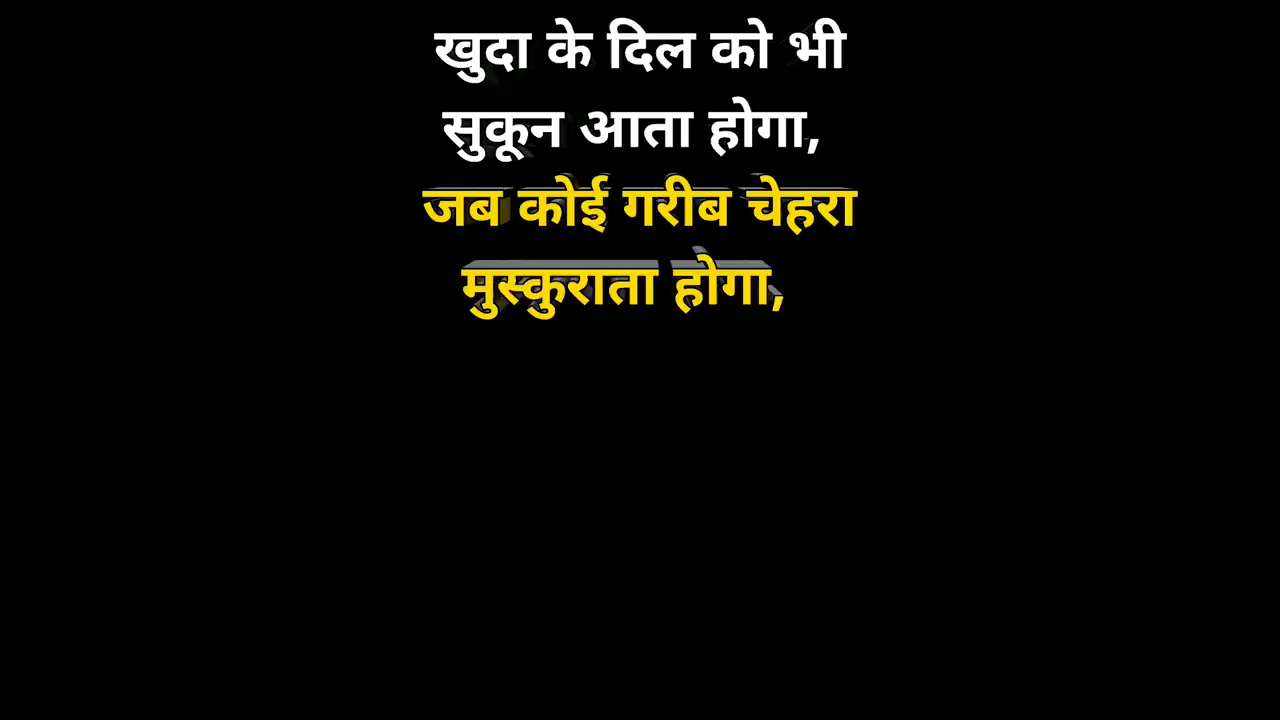 खुदा के दिल को भी
सुकून आता होगा,
जब कोई गरीब चेहरा
मुस्कुराता होगा,